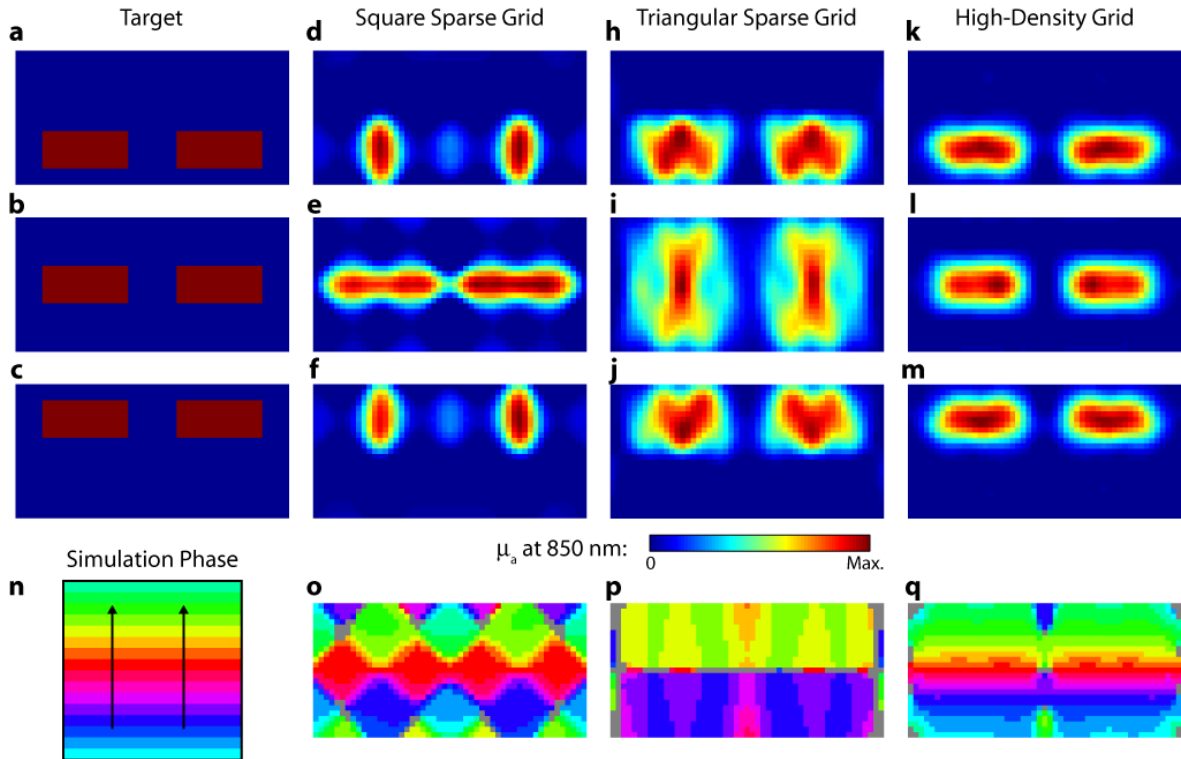 Target
Square Sparse Grid
Triangular Sparse Grid
High-Density Grid
a
d
h
k
b
e
i
l
c
f
j
m
Simulation Phase
μa at 850 nm:
0
Max.
n
o
p
q